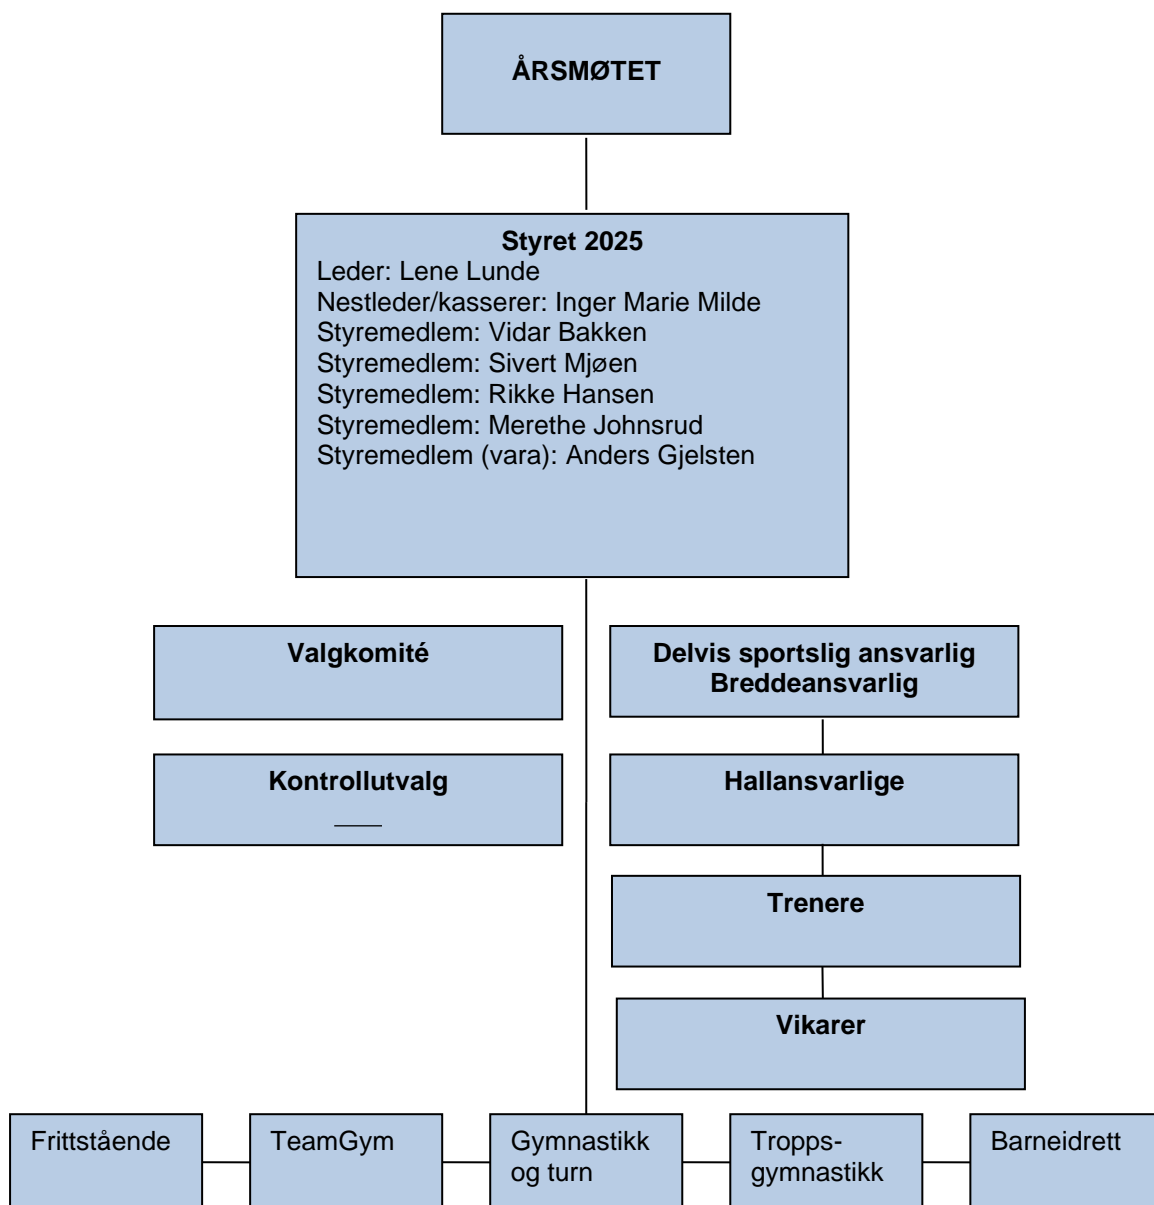 ÅRSMØTET
Styret 2025
Leder: Lene Lunde
Nestleder/kasserer: Inger Marie Milde
Styremedlem: Vidar Bakken
Styremedlem: Sivert Mjøen
Styremedlem: Rikke Hansen
Styremedlem: Merethe Johnsrud
Styremedlem (vara): Anders Gjelsten
Valgkomité
Kontrollutvalg
Delvis sportslig ansvarlig
Breddeansvarlig
Hallansvarlige
Trenere
Vikarer
Frittstående
TeamGym
Gymnastikk
og turn
Tropps-
gymnastikk
Barneidrett